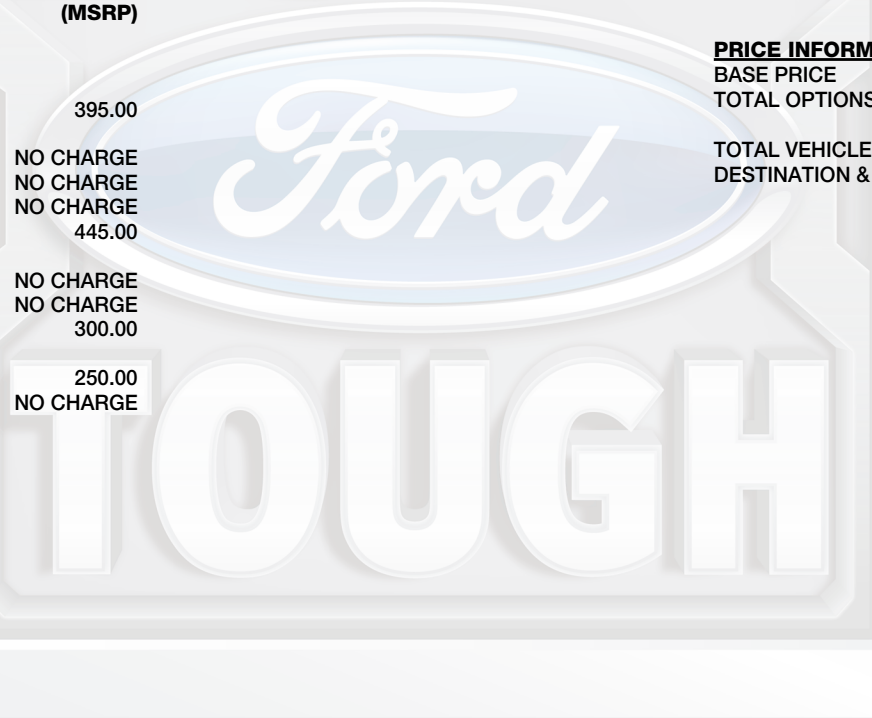 (MSRP)
395.00
NO CHARGE
NO CHARGE
NO CHARGE
445.00
NO CHARGE
NO CHARGE
300.00
250.00
NO CHARGE
PRICE INFORM
BASE PRICE
TOTAL OPTIONS
TOTAL VEHICLE
DESTINATION &
Ford
TOUGH